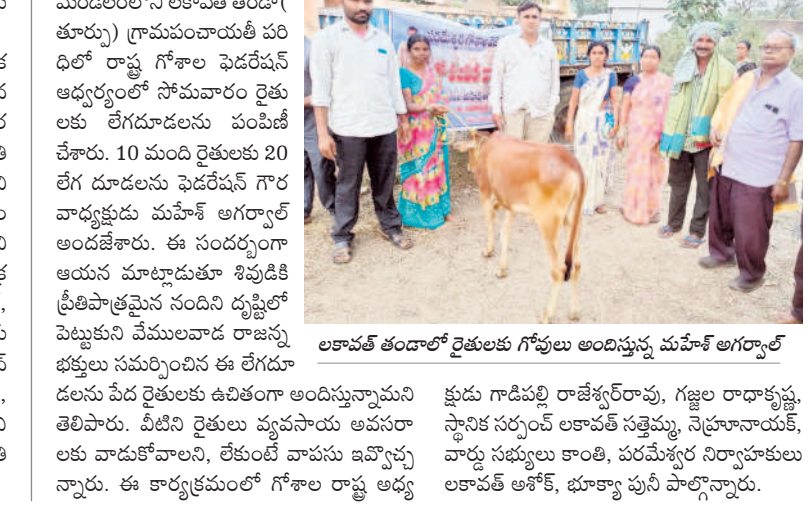 మండలంలోని లకావత్ తండా(
తూర్పు) గ్రామపంచాయతీ పరి
ధిలో రాష్ట్ర గోశాల ఫెడరేషన్
ఆధ్వర్యంలో సోమవారం రైతు
లకు లేగదూడలను పంపిణీ
చేశారు. 10 మంది రైతులకు 20
లేగ దూడలను ఫెడరేషన్ గౌర
వాధ్యక్షుడు మహేశ్ అగర్వాల్
అందజేశారు. ఈ సందర్భంగా
ఆయన మాట్లాడుతూ శివుడికి
ప్రీతిపాత్రమైన నందిని దృష్టిలో
పెట్టుకుని వేములవాడ రాజన్న
భక్తులు సమర్పించిన ఈ లేగదూ
డలను పేద రైతులకు ఉచితంగా అందిస్తున్నామని
తెలిపారు. వీటిని రైతులు వ్యవసాయ అవసరా
లకు వాడుకోవాలని, లేకుంటే వాపసు ఇవ్వొచ్చ
న్నారు. ఈ కార్యక్రమంలో గోశాల రాష్ట్ర అధ్య
లకావత్ తండాలో రైతులకు గోవులు అందిస్తున్న మహేశ్ అగర్వాల్
క్షుడు గాడిపల్లి రాజేశ్వర్‌రావు, గజ్జల రాధాకృష్ణ,
స్థానిక సర్పంచ్ లకావత్ సత్తెమ్మ, నెహ్రూనాయక్,
వార్డు సభ్యులు కాంతి, పరమేశ్వర నిర్వాహకులు
లకావత్ అశోక్, భూక్యా పునీ పాల్గొన్నారు.